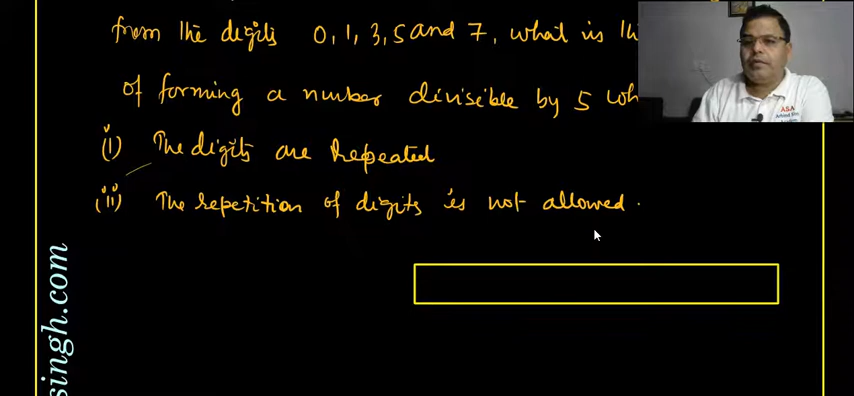 from the digits 0, 1, 3, 5 and 7, what is
of forming a number divisible by 5
(i) The digits are repeated
(ii) The repetition of digits is not allowed.
singh.com
ASA